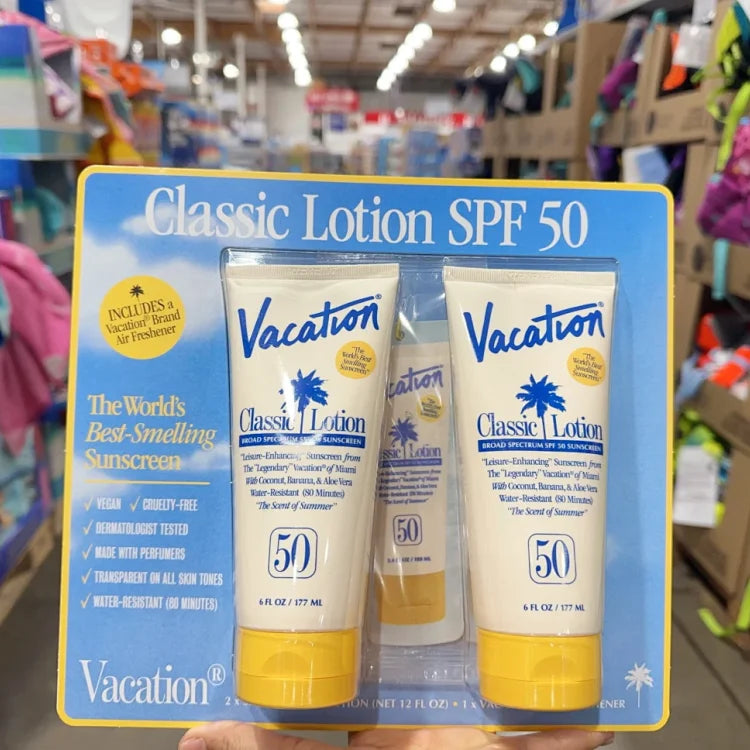 Classic Lotion SPF 50
INCLUDES a
Vacation® Brand
Air Freshener
The World's
Best-Smelling
Sunscreen
✓ VEGAN ✓ CRUELTY-FREE
✓ DERMATOLOGIST TESTED
✓ MADE WITH PERFUMERS
✓ TRANSPARENT ON ALL SKIN TONES
✓ WATER-RESISTANT (80 MINUTES)
Vacation®
Vacation®
"The
World's Best
Smelling
Sunscreen"
Classic Lotion
BROAD SPECTRUM SPF 50 SUNSCREEN
"Leisure-Enhancing" Sunscreen from
The "Legendary" Vacation® of Miami
With Coconut, Banana, & Aloe Vera
Water-Resistant (80 Minutes)
"The Scent of Summer"
50
6 FL OZ / 177 ML
cation
ssic Lotion
50
Vacation®
"The
World's Best
Smelling
Sunscreen"
Classic Lotion
BROAD SPECTRUM SPF 50 SUNSCREEN
"Leisure-Enhancing" Sunscreen from
The "Legendary" Vacation® of Miami
With Coconut, Banana, & Aloe Vera
Water-Resistant (80 Minutes)
"The Scent of Summer"
50
6 FL OZ / 177 ML
2 x (NET 12 FL OZ) • 1 x